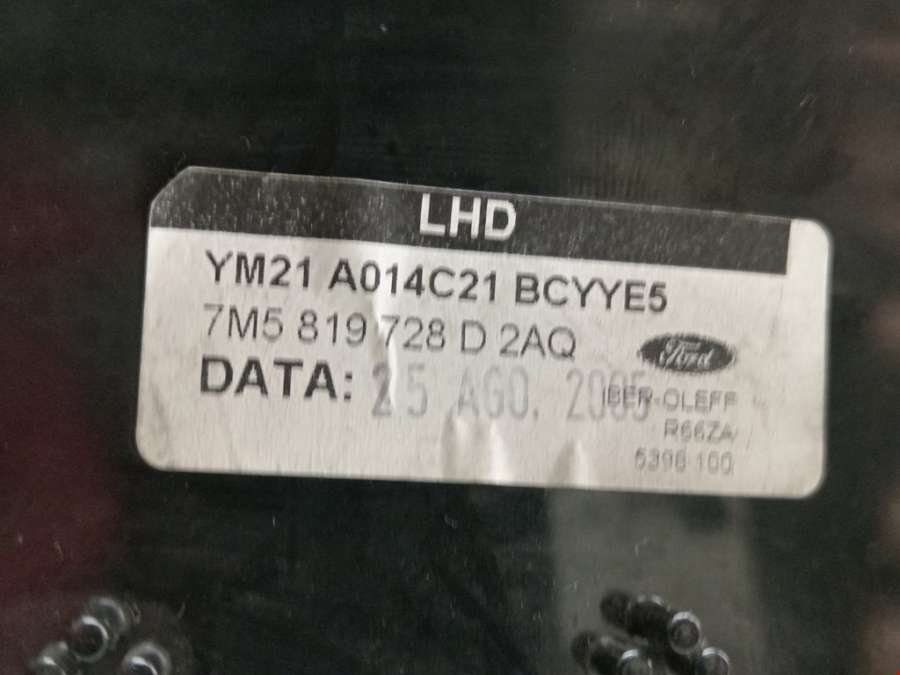 LHD
YM21 A014C21 BCYYE5
7M5 819 728 D 2AQ
Ford
DATA: 25 AGO. 2005
IBER-OLEFF
R66ZA
5398 100